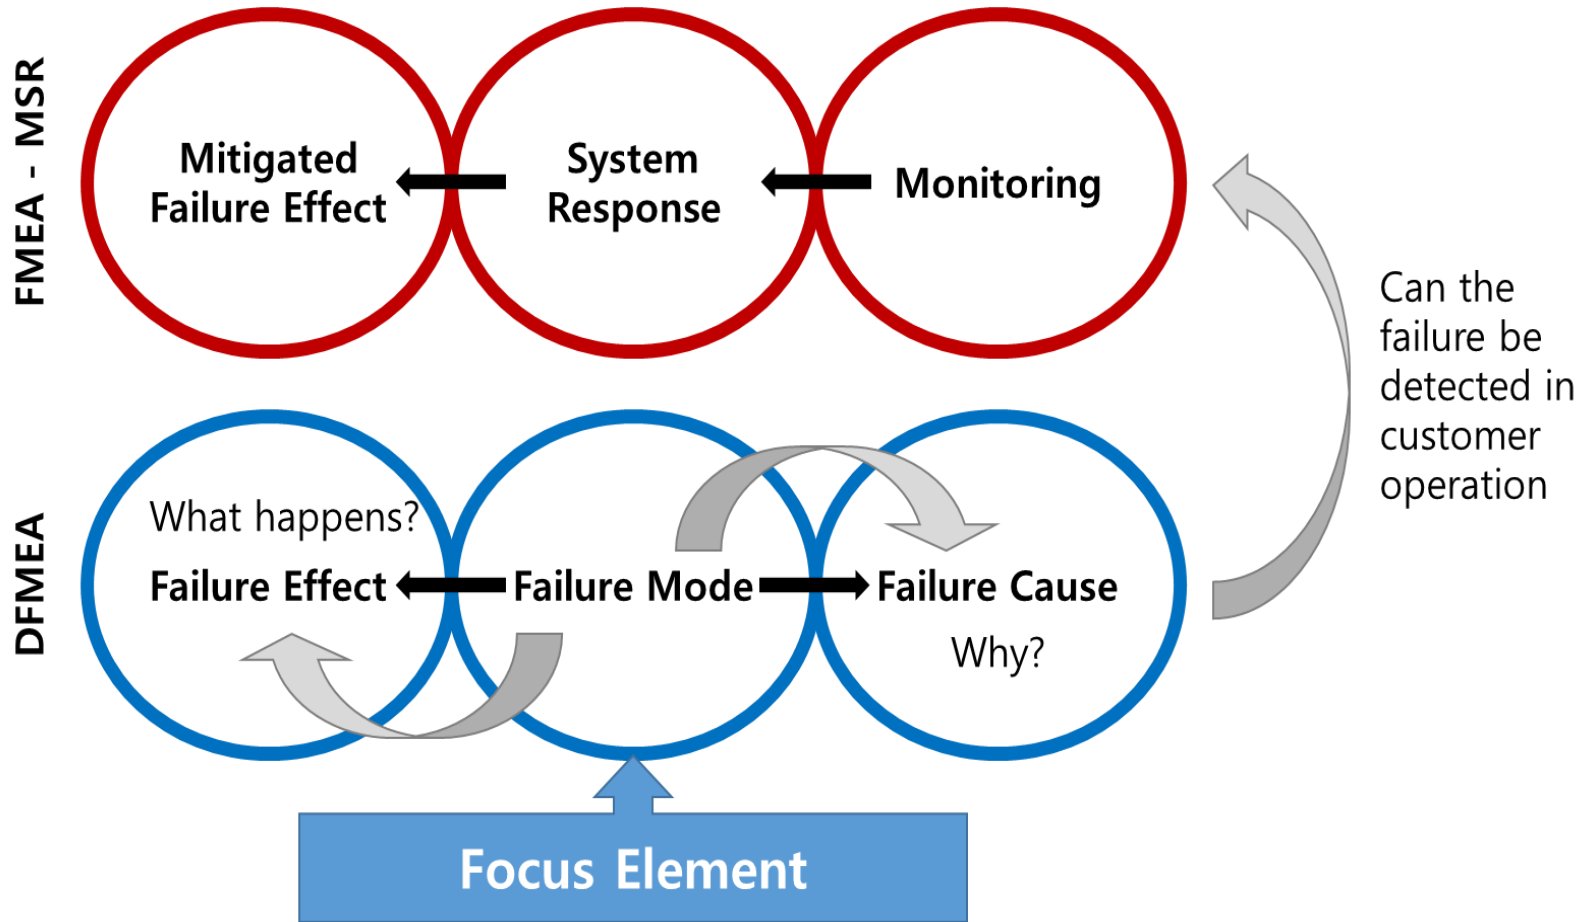 FMEA - MSR
Mitigated
Failure Effect
System
Response
Monitoring
Can the
failure be
detected in
customer
operation
DFMEA
What happens?
Failure Effect
Failure Mode
Failure Cause
Why?
Focus Element